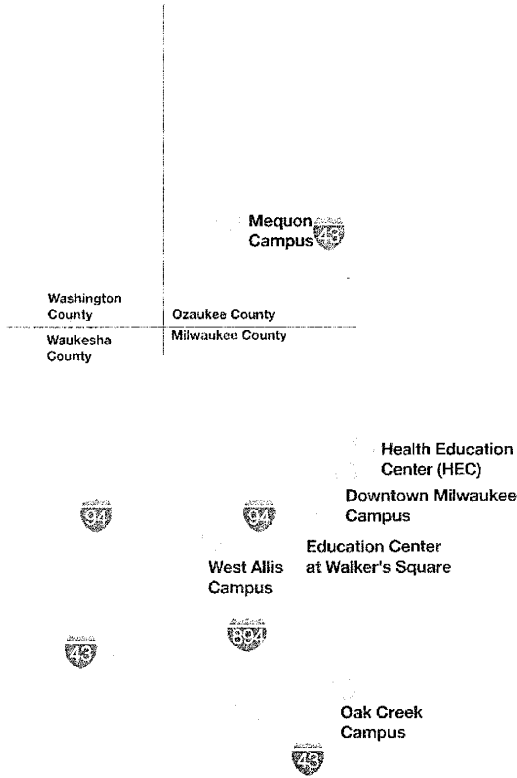 Mequon
Campus
43
Washington
County
Ozaukee County
Waukesha
County
Milwaukee County
Health Education
Center (HEC)
Downtown Milwaukee
Campus
94
94
Education Center
at Walker's Square
West Allis
Campus
894
43
Oak Creek
Campus
43